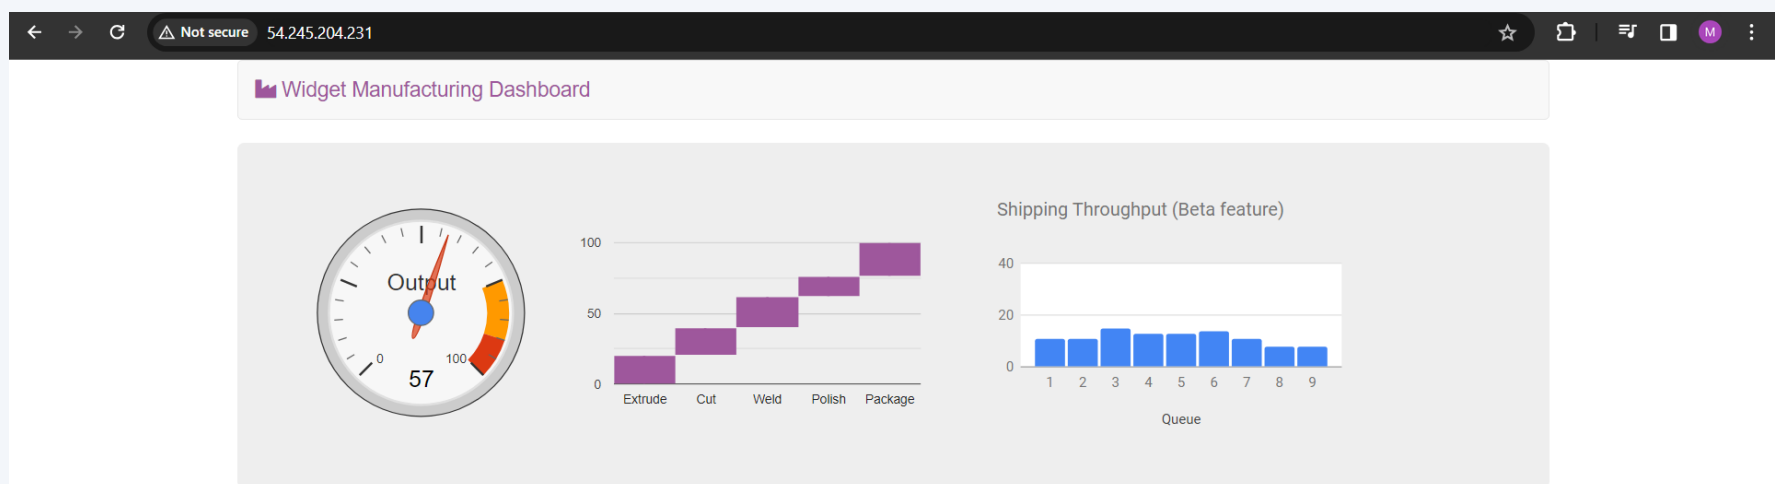 Not secure 54.245.204.231 M
Widget Manufacturing Dashboard
Output
0 100
57
100
50
0
Extrude Cut Weld Polish Package
Shipping Throughput (Beta feature)
40
20
0
1 2 3 4 5 6 7 8 9
Queue